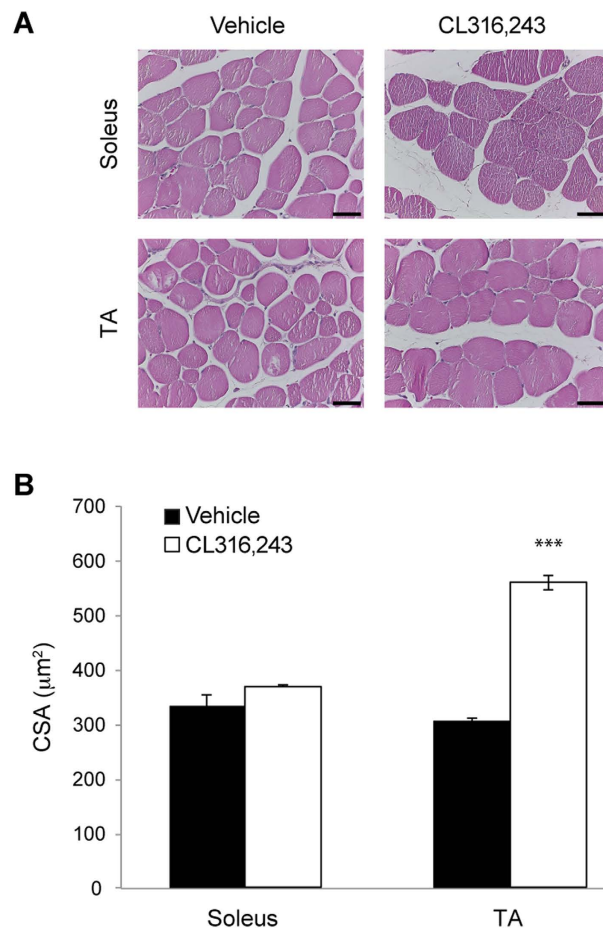 A
Vehicle CL316,243
Soleus
TA
B
700
600
500
400
300
200
100
0
CSA (μm²)
Vehicle
CL316,243
***
Soleus TA